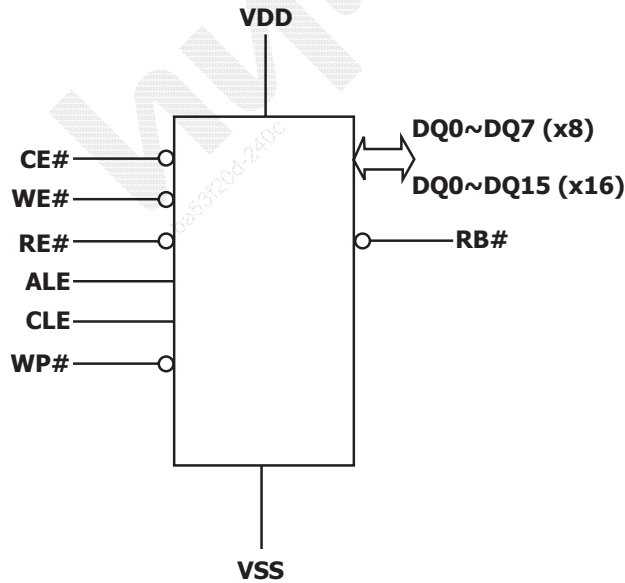 VDD
DQ0~DQ7 (x8)
CE#
DQ0~DQ15 (x16)
WE#
RE#
RB#
ALE
CLE
WP#
VSS